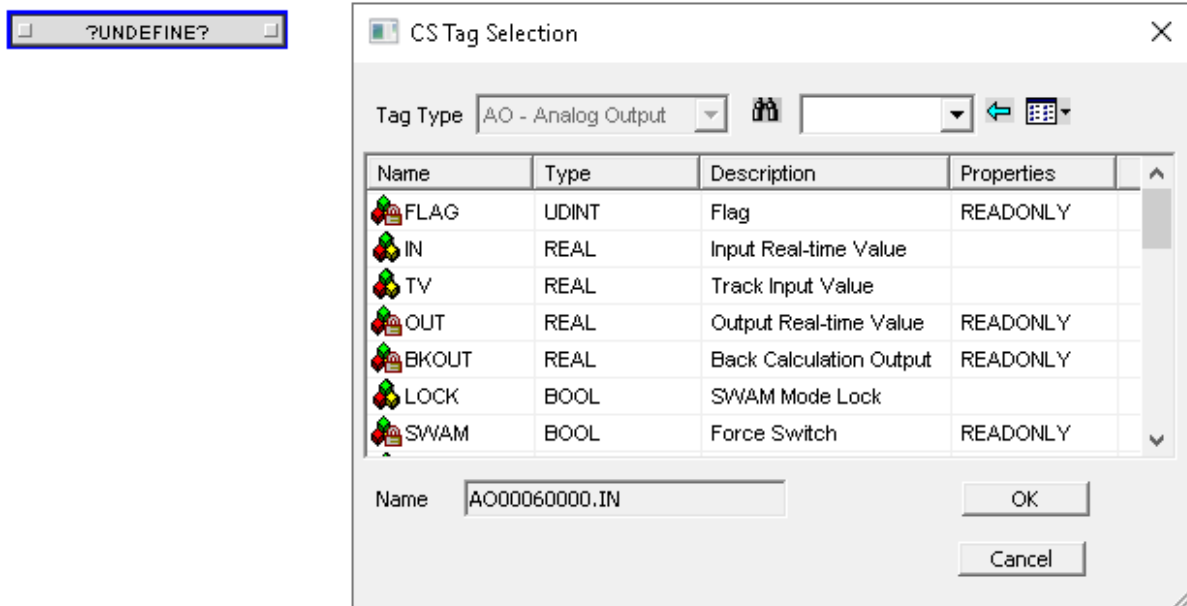 ?UNDEFINE?
CS Tag Selection
Tag Type AO - Analog Output
Name Type Description Properties
FLAG UDINT Flag READONLY
IN REAL Input Real-time Value
TV REAL Track Input Value
OUT REAL Output Real-time Value READONLY
BKOUT REAL Back Calculation Output READONLY
LOCK BOOL SWAM Mode Lock
SWAM BOOL Force Switch READONLY
Name AO00060000.IN OK
Cancel